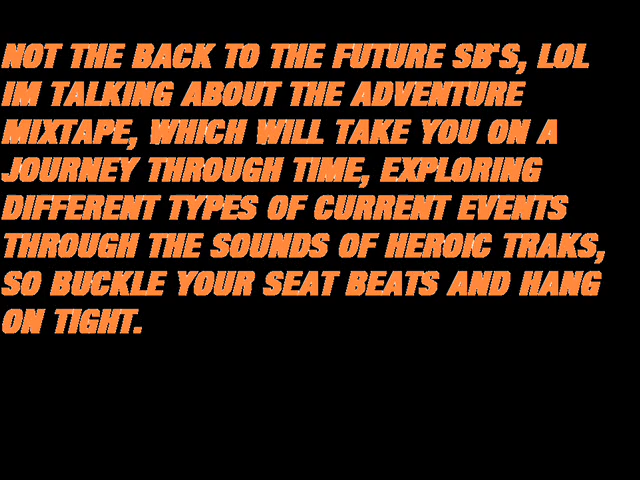 NOT THE BACK TO THE FUTURE SB'S, LOL
IM TALKING ABOUT THE ADVENTURE
MIXTAPE, WHICH WILL TAKE YOU ON A
JOURNEY THROUGH TIME, EXPLORING
DIFFERENT TYPES OF CURRENT EVENTS
THROUGH THE SOUNDS OF HEROIC TRAKS,
SO BUCKLE YOUR SEAT BEATS AND HANG
ON TIGHT.